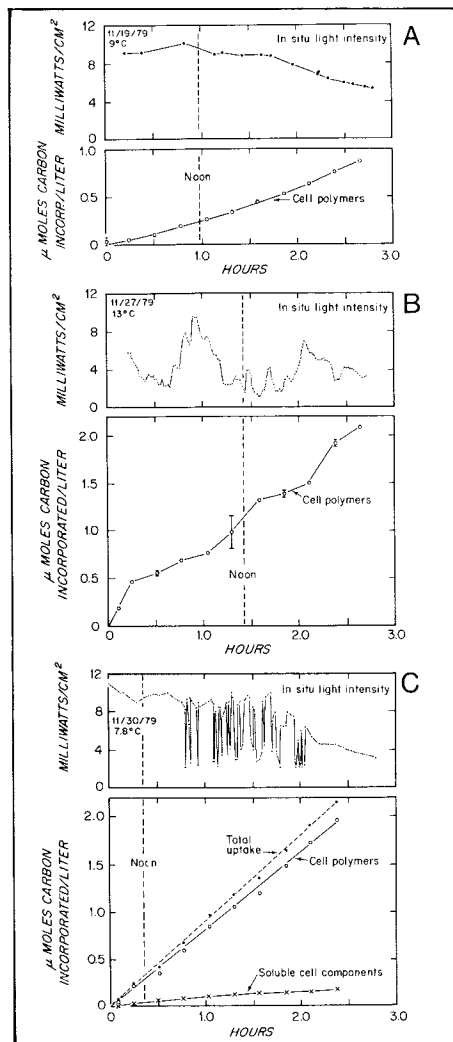 A
11/19/79
9°C
In situ light intensity
MILLIWATTS/CM²
12
8
4
0
1.0
0.5
0
μ MOLES CARBON
INCORP./LITER
Noon
Cell polymers
0 1.0 2.0 3.0
HOURS
B
11/27/79
13°C
In situ light intensity
MILLIWATTS/CM²
12
8
4
0
2.0
1.5
1.0
0.5
0
μ MOLES CARBON
INCORPORATED/LITER
Cell polymers
Noon
0 1.0 2.0 3.0
HOURS
C
In situ light intensity
11/30/79
7.8°C
MILLIWATTS/CM²
12
8
4
0
2.0
1.5
1.0
0.5
0
μ MOLES CARBON
INCORPORATED/LITER
Noon
Total
uptake
Cell polymers
Soluble cell components
0 1.0 2.0 3.0
HOURS